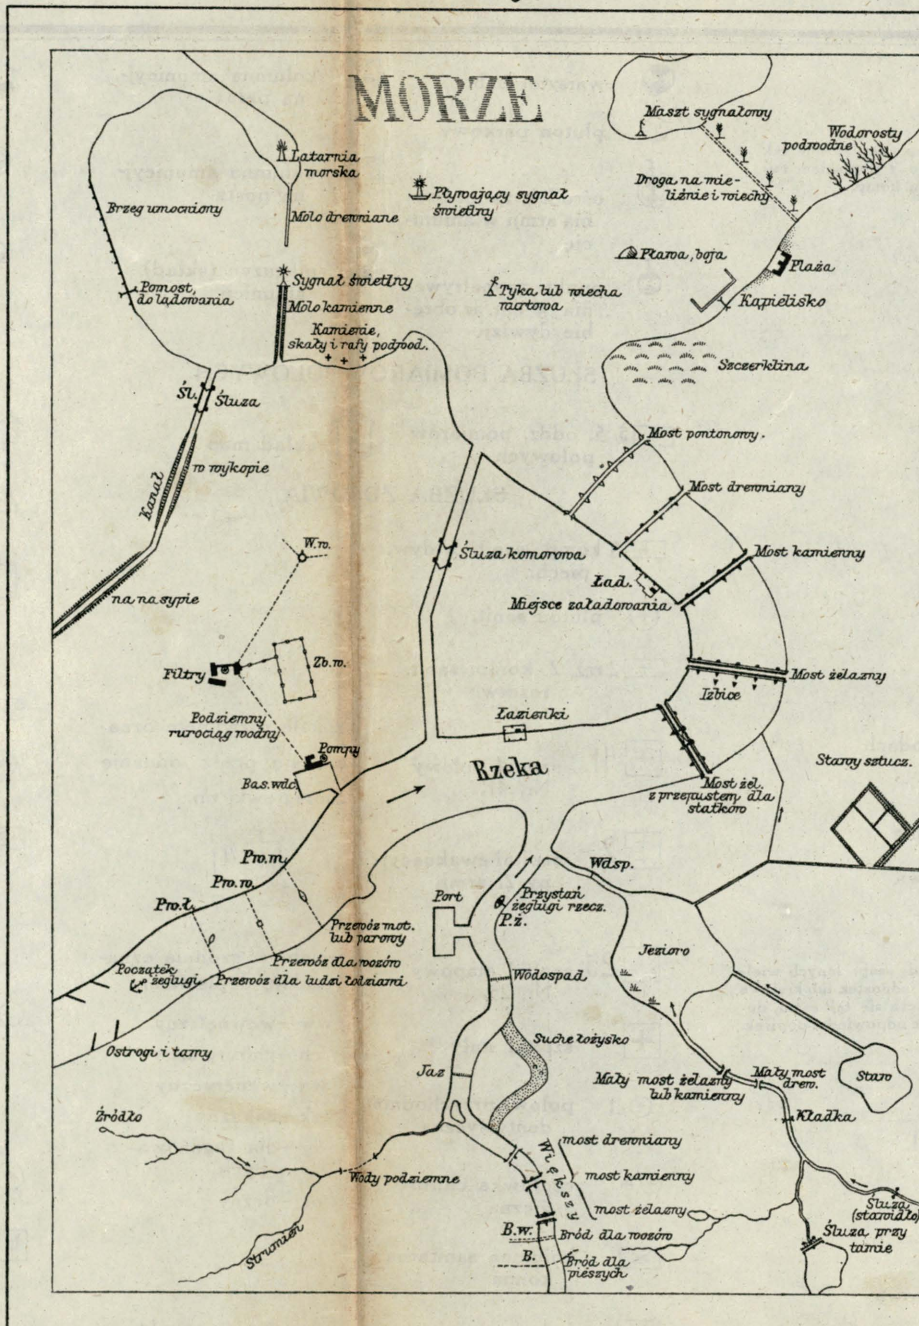 MORZE
Maszt sygnałowy
Wodorosty
podwodne
Latarnia
morska
Droga na mie-
liźnie i wiechy
Pływający sygnał
świetlny
Brzeg umocniony
Molo drewniane
Pława, boja
Plaża
Sygnał świetlny
Pomost,
do lądowania
Tyka lub wiecha
nurtowa
Kąpielisko
Molo kamienne
Kamienie,
skały i rafy podwod.
Szczerklina
Śl.
Śluza
Most pontonowy.
w wykopie
Kanał
Most drewniany
W.w.
Śluza komorowa
Most kamienny
Ład.
Miejsce załadowania
na nasypie
Filtry
Zb.w.
Most żelazny
Izbice
Podziemny
rurociąg wodny
Łazienki
Pompy
Rzeka
Stawy sztucz.
Bas.wdc.
Most żel.
z przepustem dla
statków
Prw.m.
Wdsp.
Prw.w.
Port
Przystań
żeglugi rzecz.
Prw.ł.
P.ż.
Przewóz mot.
lub parowy
Jezioro
Przewóz dla wozów
Początek
żeglugi
Przewóz dla ludzi łodziami
Wodospad
Ostrogi i tamy
Suche łożysko
Jaz
Mały most żelazny
lub kamienny
Mały most
drew.
Staw
Źródło
Kładka
most drewniany
Większy
most kamienny
Wody podziemne
most żelazny
Śluza
(stawidło)
Śluza przy
tamie
B.w.
Bród dla wozów
Strumień
B.
Bród dla
pieszych